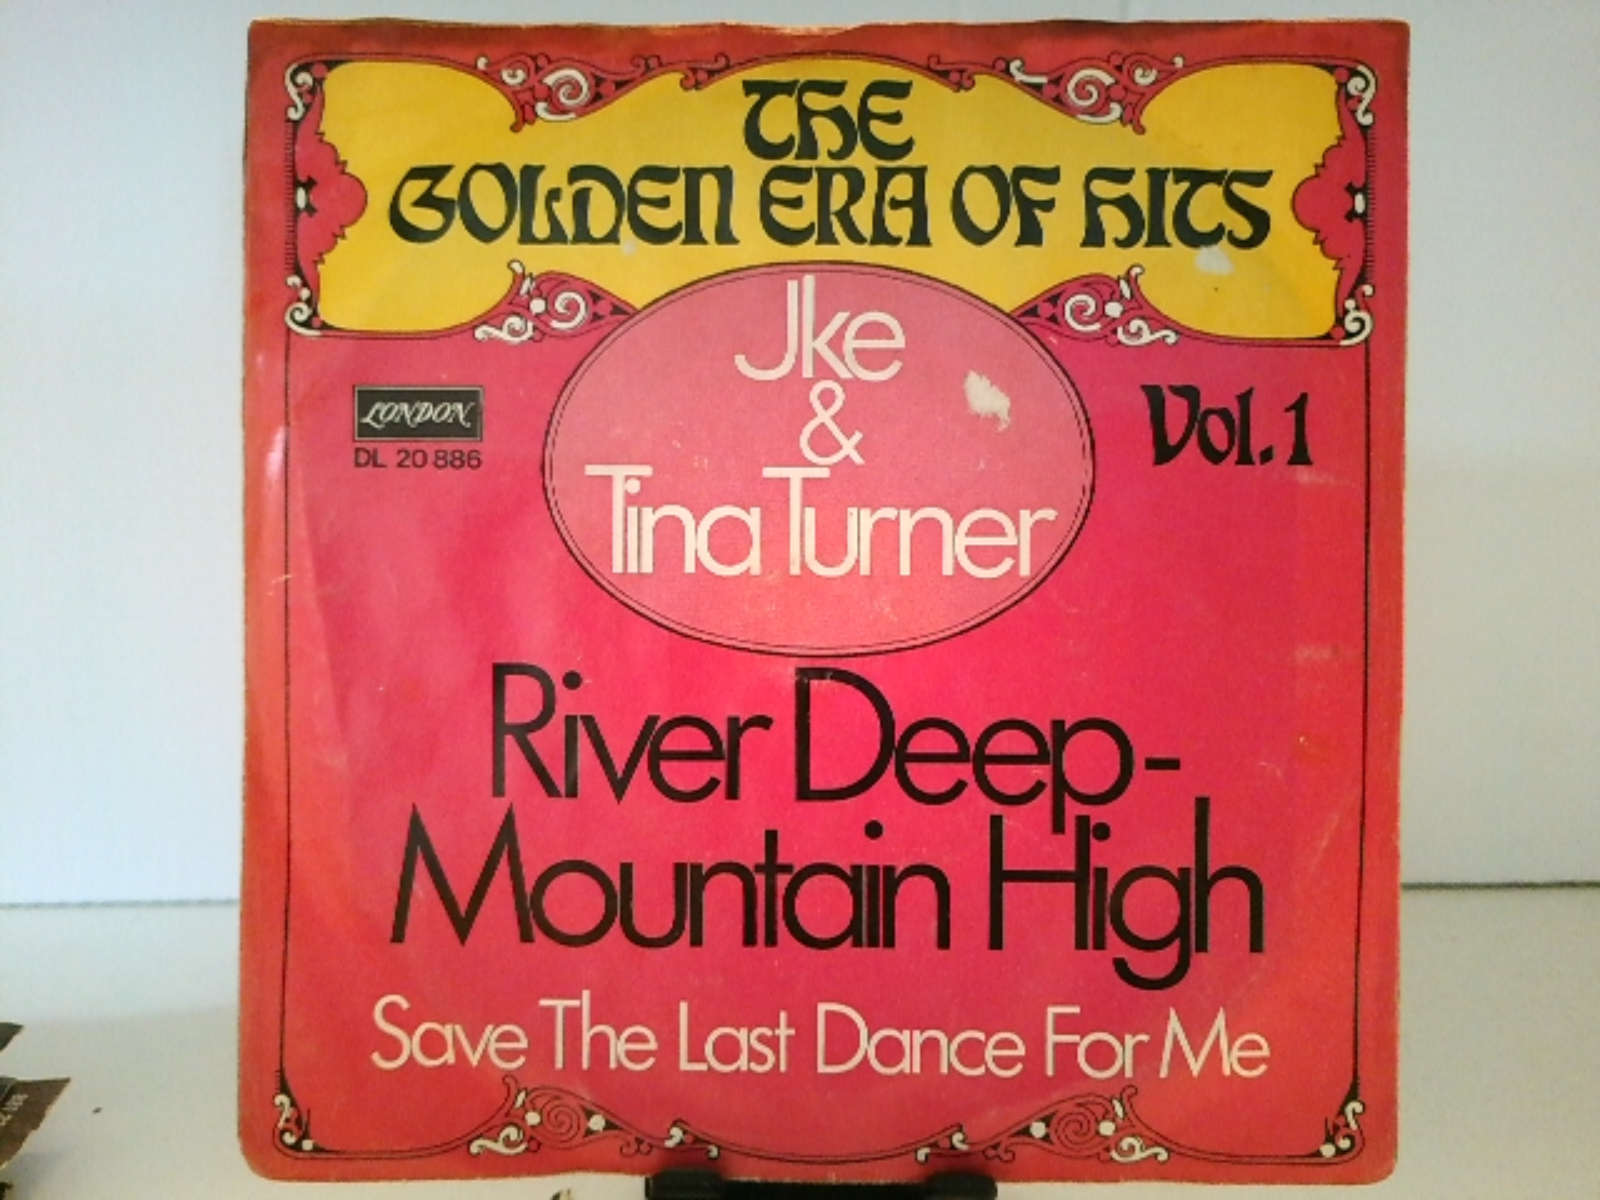 THE
GOLDEN ERA OF HITS
Jke
&
Tina Turner
LONDON
DL 20 886
Vol. 1
River Deep-
Mountain High
Save The Last Dance For Me